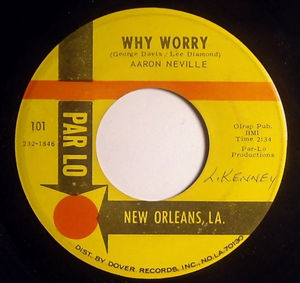 WHY WORRY
(George Davis / Lee Diamond)
AARON NEVILLE
101
232-1846
Olrap Pub.
BMI
Time 2:34
Par-Lo
Productions
PAR LO
L. KENNEY
NEW ORLEANS, LA.
DIST. BY DOVER RECORDS, INC., N.O. LA. 70130